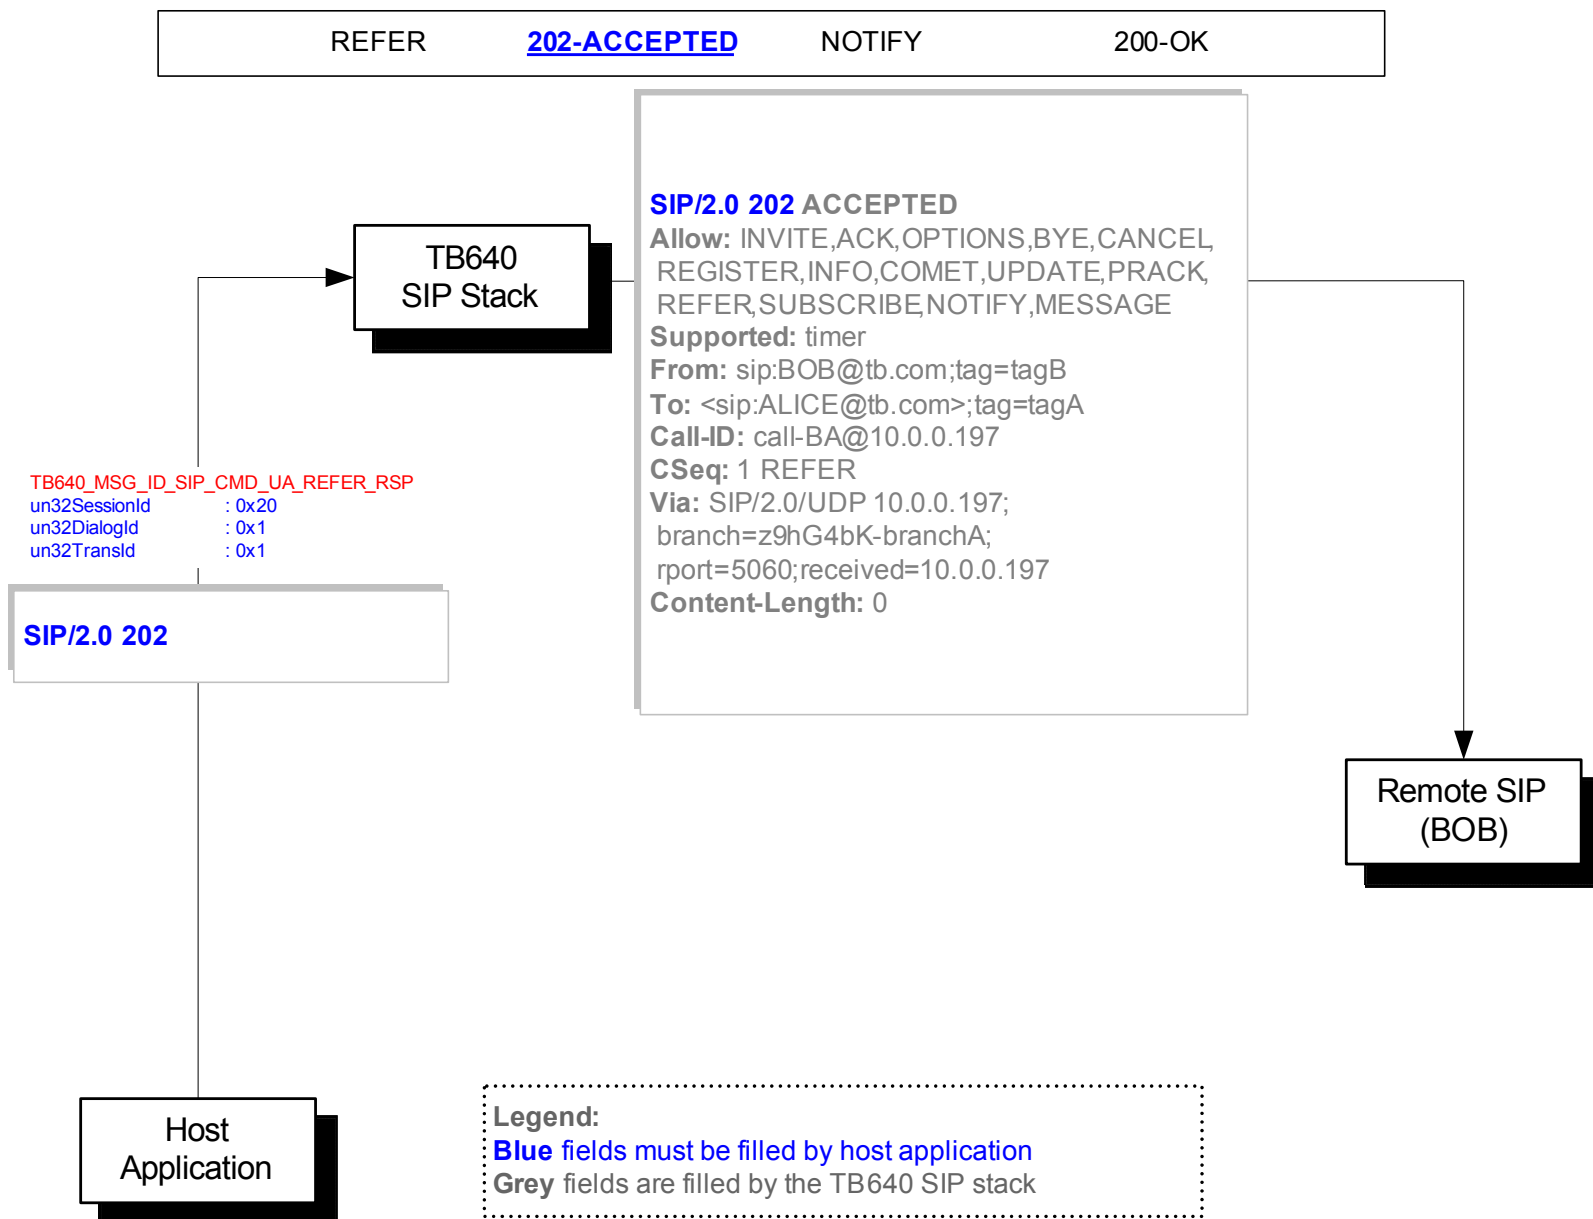 REFER 202-ACCEPTED NOTIFY 200-OK
SIP/2.0 202 ACCEPTED
Allow: INVITE,ACK,OPTIONS,BYE,CANCEL,
REGISTER,INFO,COMET,UPDATE,PRACK,
REFER,SUBSCRIBE,NOTIFY,MESSAGE
Supported: timer
From: sip:BOB@tb.com;tag=tagB
To: <sip:ALICE@tb.com>;tag=tagA
Call-ID: call-BA@10.0.0.197
CSeq: 1 REFER
Via: SIP/2.0/UDP 10.0.0.197;
branch=z9hG4bK-branchA;
rport=5060;received=10.0.0.197
Content-Length: 0
TB640
SIP Stack
TB640_MSG_ID_SIP_CMD_UA_REFER_RSP
un32SessionId : 0x20
un32DialogId : 0x1
un32TransId : 0x1
SIP/2.0 202
Remote SIP
(BOB)
Host
Application
Legend:
Blue fields must be filled by host application
Grey fields are filled by the TB640 SIP stack